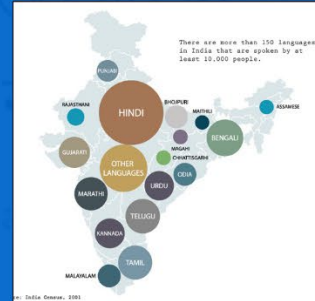 There are more than 150 languages
in India that are spoken by at
least 10,000 people.
PUNJABI
RAJASTHANI
HINDI
BHOJPURI
MAITHILI
ASSAMESE
MAGAHI
BENGALI
GUJARATI
OTHER
LANGUAGES
CHHATTISGARHI
ODIA
MARATHI
URDU
TELUGU
KANNADA
TAMIL
MALAYALAM
ce: India Census, 2001